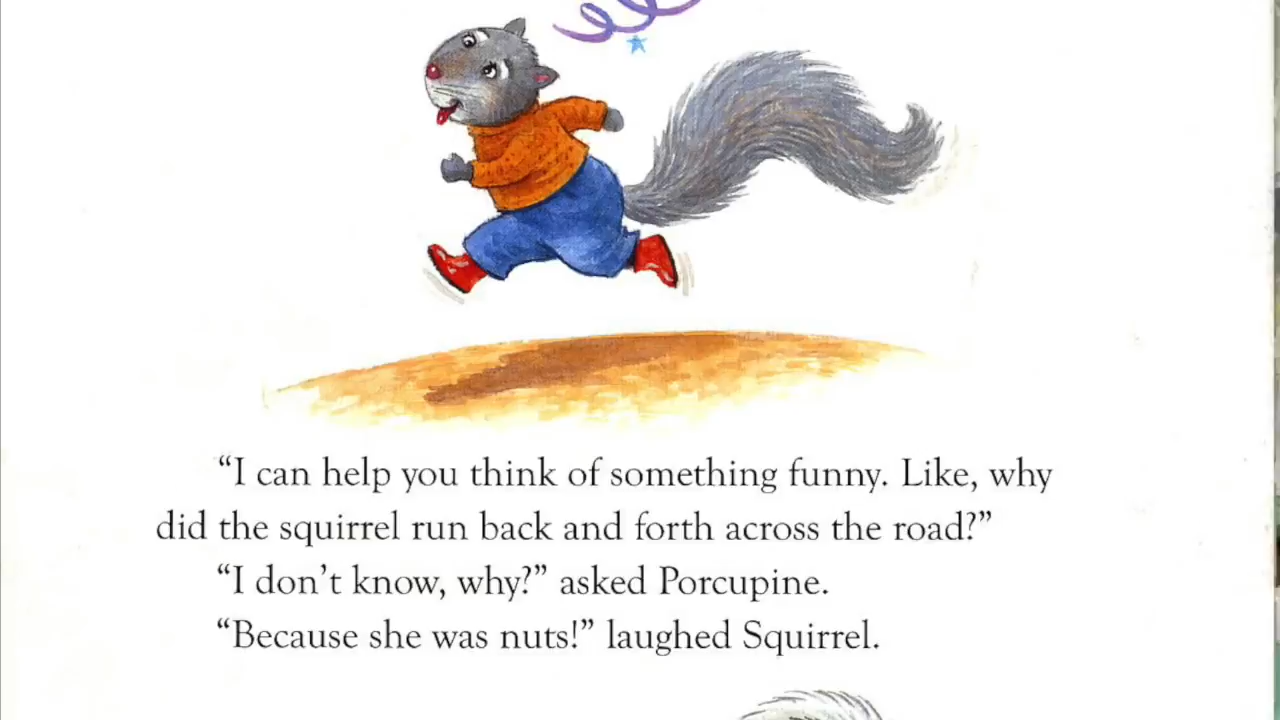 “I can help you think of something funny. Like, why
did the squirrel run back and forth across the road?”
“I don’t know, why?” asked Porcupine.
“Because she was nuts!” laughed Squirrel.